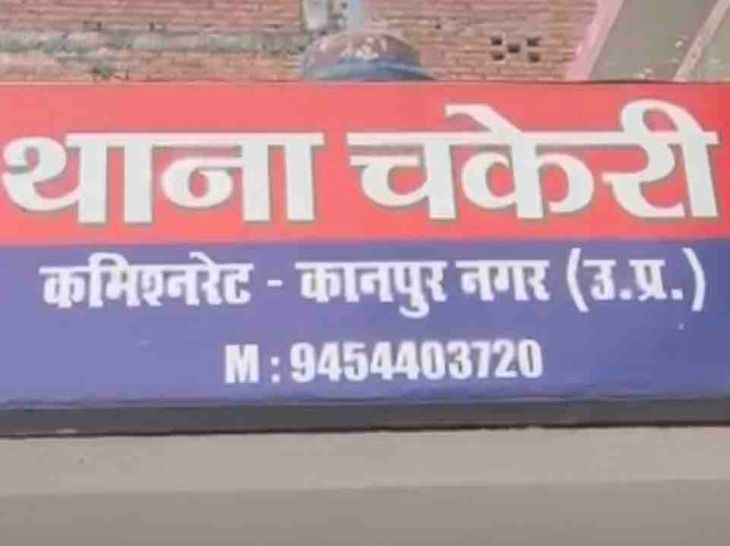 थाना चकेरी
कमिश्नरेट - कानपुर नगर (उ.प्र.)
M : 9454403720